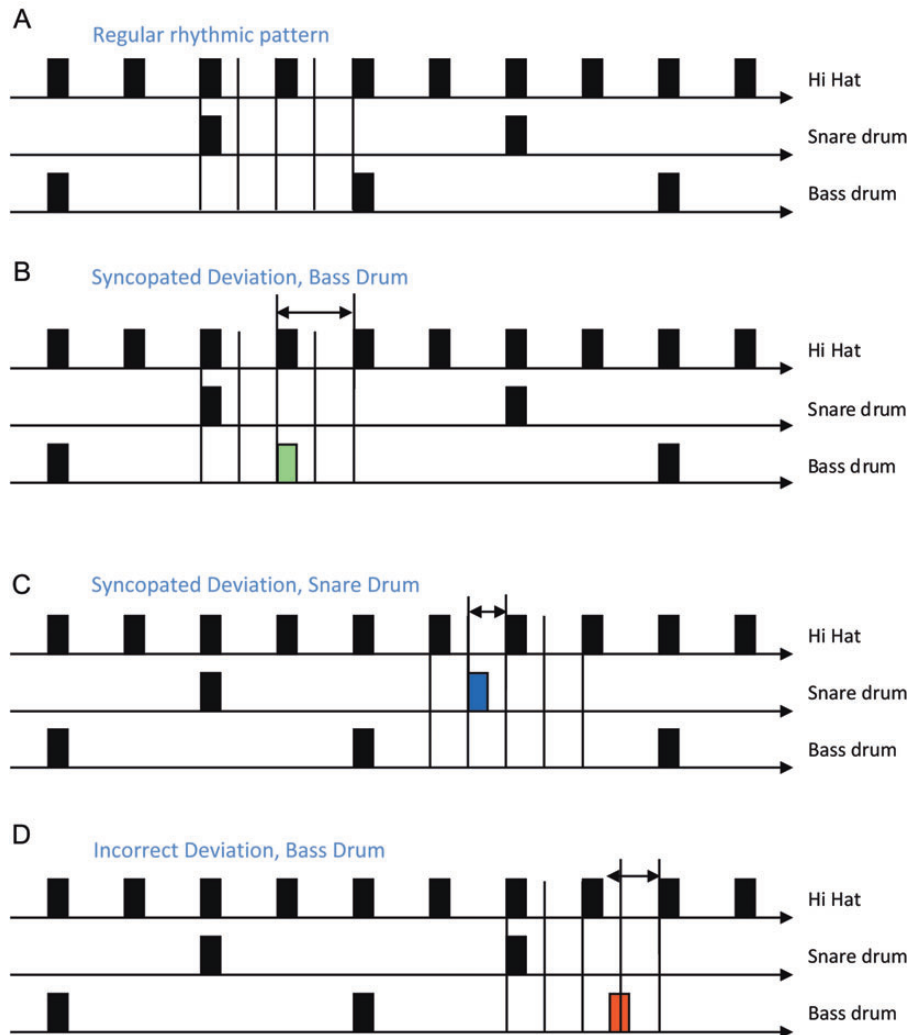 A
Regular rhythmic pattern
Hi Hat
Snare drum
Bass drum
B
Syncopated Deviation, Bass Drum
Hi Hat
Snare drum
Bass drum
C
Syncopated Deviation, Snare Drum
Hi Hat
Snare drum
Bass drum
D
Incorrect Deviation, Bass Drum
Hi Hat
Snare drum
Bass drum